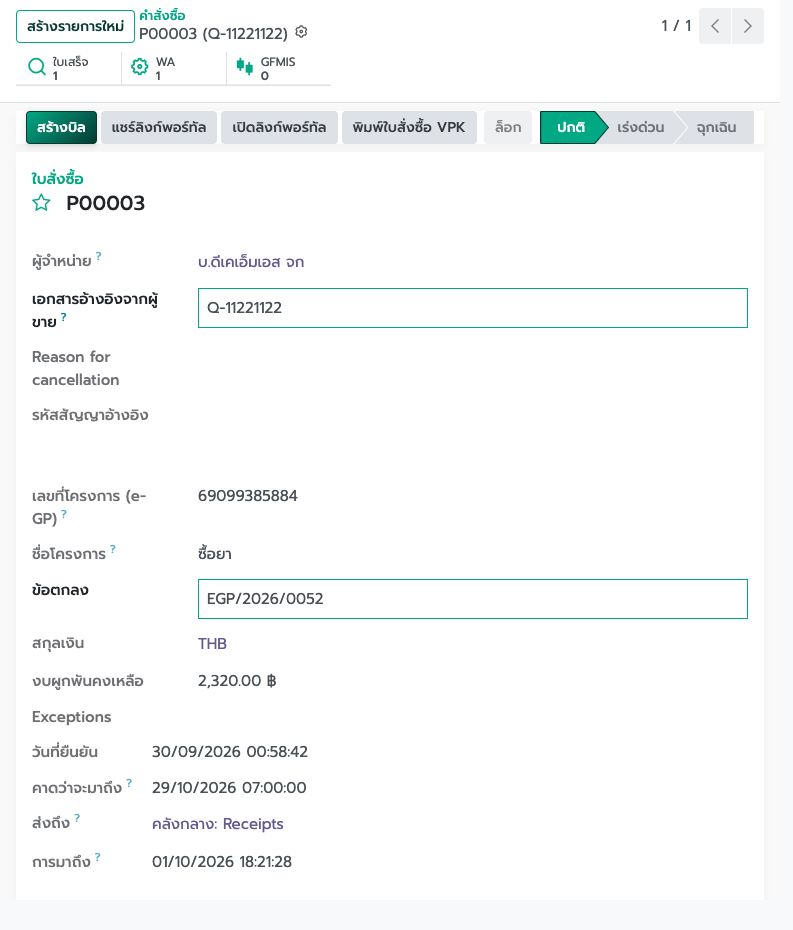 สร้างรายการใหม่
คำสั่งซื้อ
P00003 (Q-11221122)
1 / 1
ใบเสร็จ
1
WA
1
GFMIS
0
สร้างบิล
แชร์ลิงก์พอร์ทัล
เปิดลิงก์พอร์ทัล
พิมพ์ใบสั่งซื้อ VPK
ล็อก
ปกติ
เร่งด่วน
ฉุกเฉิน
ใบสั่งซื้อ
P00003
ผู้จำหน่าย ?
บ.ดีเคเอ็มเอส จก
เอกสารอ้างอิงจากผู้
ขาย ?
Q-11221122
Reason for
cancellation
รหัสสัญญาอ้างอิง
เลขที่โครงการ (e-
GP) ?
69099385884
ชื่อโครงการ ?
ซื้อยา
ข้อตกลง
EGP/2026/0052
สกุลเงิน
THB
งบผูกพันคงเหลือ
2,320.00 ฿
Exceptions
วันที่ยืนยัน
30/09/2026 00:58:42
คาดว่าจะมาถึง ?
29/10/2026 07:00:00
ส่งถึง ?
คลังกลาง: Receipts
การมาถึง ?
01/10/2026 18:21:28